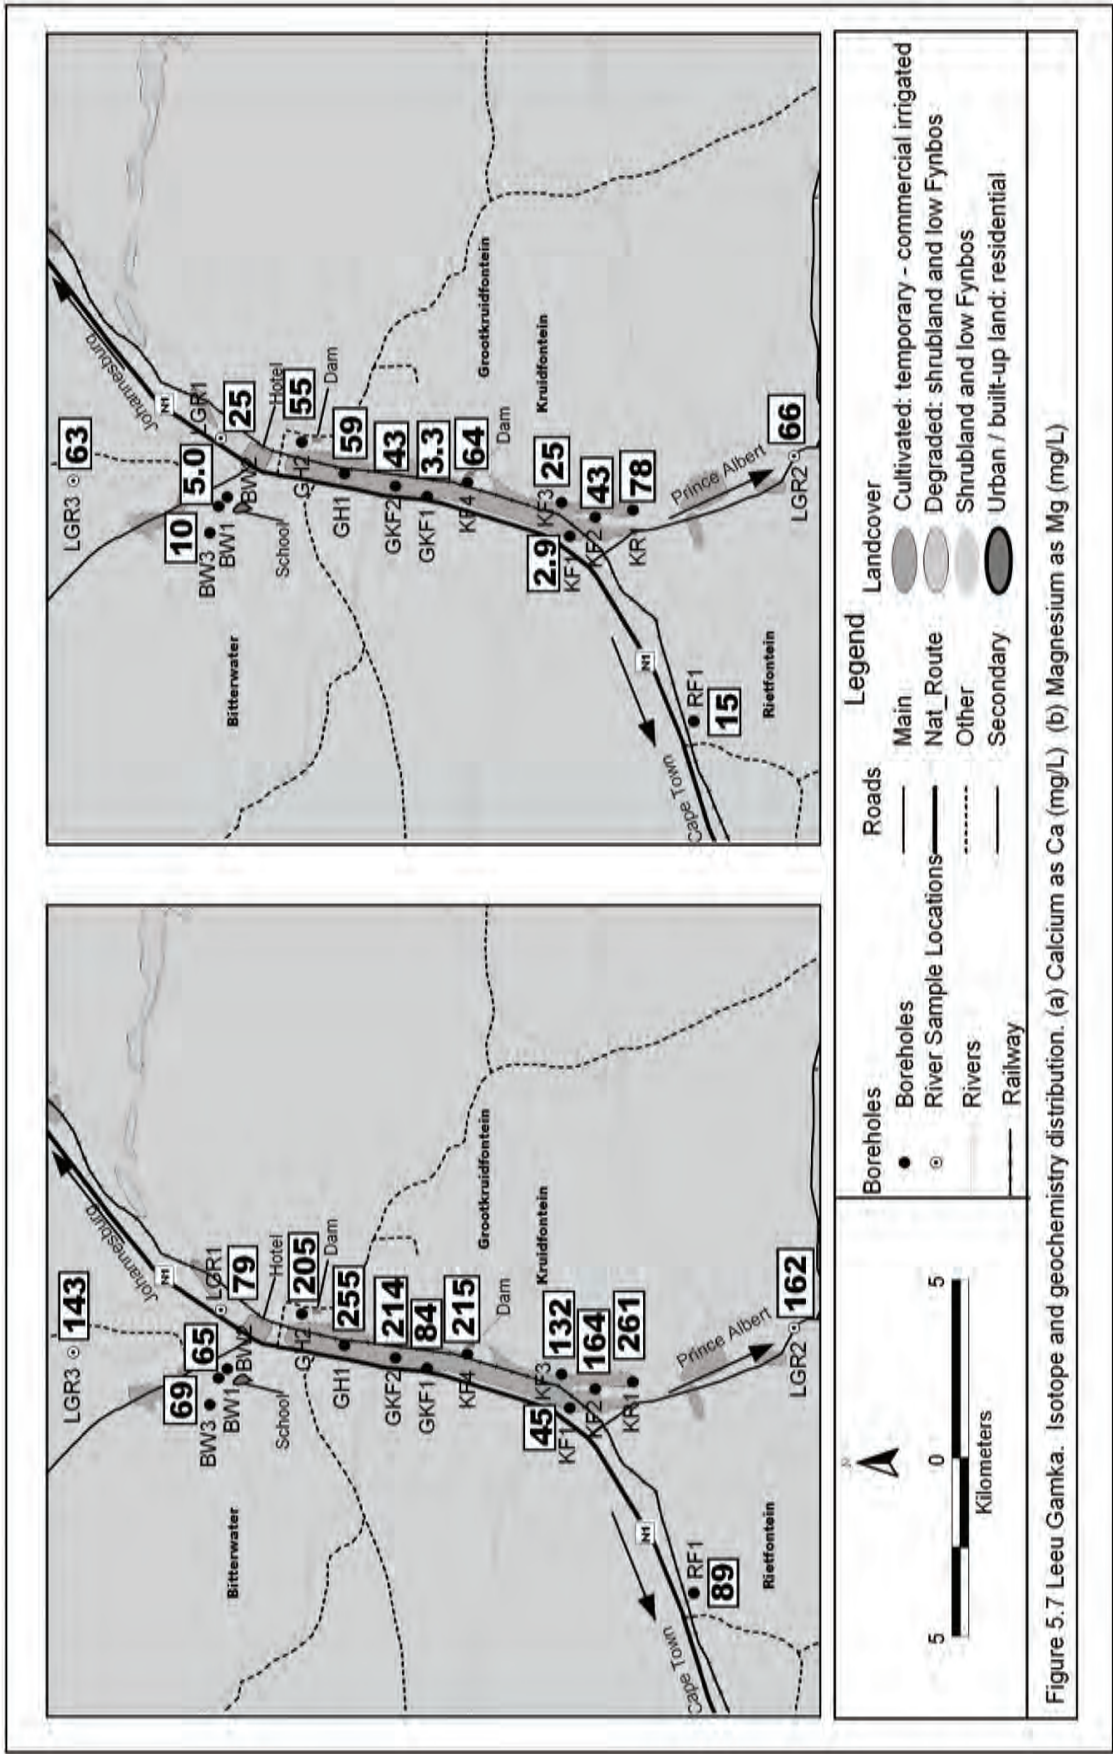 LGR3
143
Johannesburg
N1
69
65
LGR1
79
BW3
BW1
BW2
Hotel
School
GH2
205
Dam
Bitterwater
GH1
255
GKF2
214
GKF1
84
KF4
215
Dam
Grootkruidfontein
45
KF3
132
Kruidfontein
KF1
KF2
164
KR1
261
N1
Prince Albert
RF1
89
Cape Town
Rietfontein
LGR2
162
LGR3
63
Johannesburg
N1
10
5.0
LGR1
25
BW3
BW1
BW2
Hotel
School
GH2
55
Dam
Bitterwater
GH1
59
GKF2
43
GKF1
3.3
KF4
64
Dam
Grootkruidfontein
2.9
KF3
25
Kruidfontein
KF1
KF2
43
KR1
78
N1
Prince Albert
RF1
15
Cape Town
Rietfontein
LGR2
66
5 0 5
Kilometers
Legend
Boreholes
Boreholes
River Sample Locations
Rivers
Railway
Roads
Main
Nat_Route
Other
Secondary
Landcover
Cultivated: temporary - commercial irrigated
Degraded: shrubland and low Fynbos
Shrubland and low Fynbos
Urban / built-up land: residential
Figure 5.7 Leeu Gamka. Isotope and geochemistry distribution. (a) Calcium as Ca (mg/L) (b) Magnesium as Mg (mg/L)